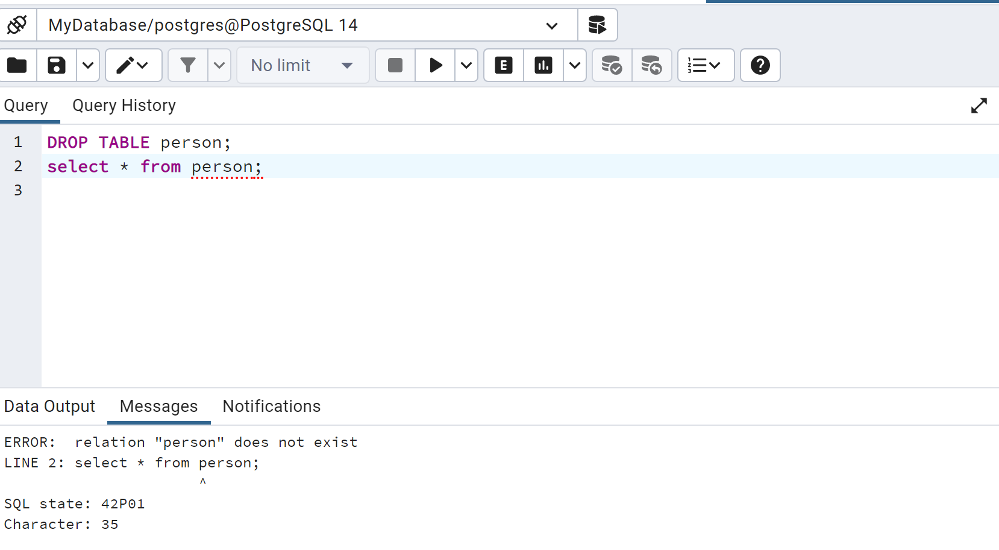 MyDatabase/postgres@PostgreSQL 14
No limit
E
Query Query History
1 DROP TABLE person;
2 select * from person;
3
Data Output Messages Notifications
ERROR:  relation "person" does not exist
LINE 2: select * from person;
^
SQL state: 42P01
Character: 35